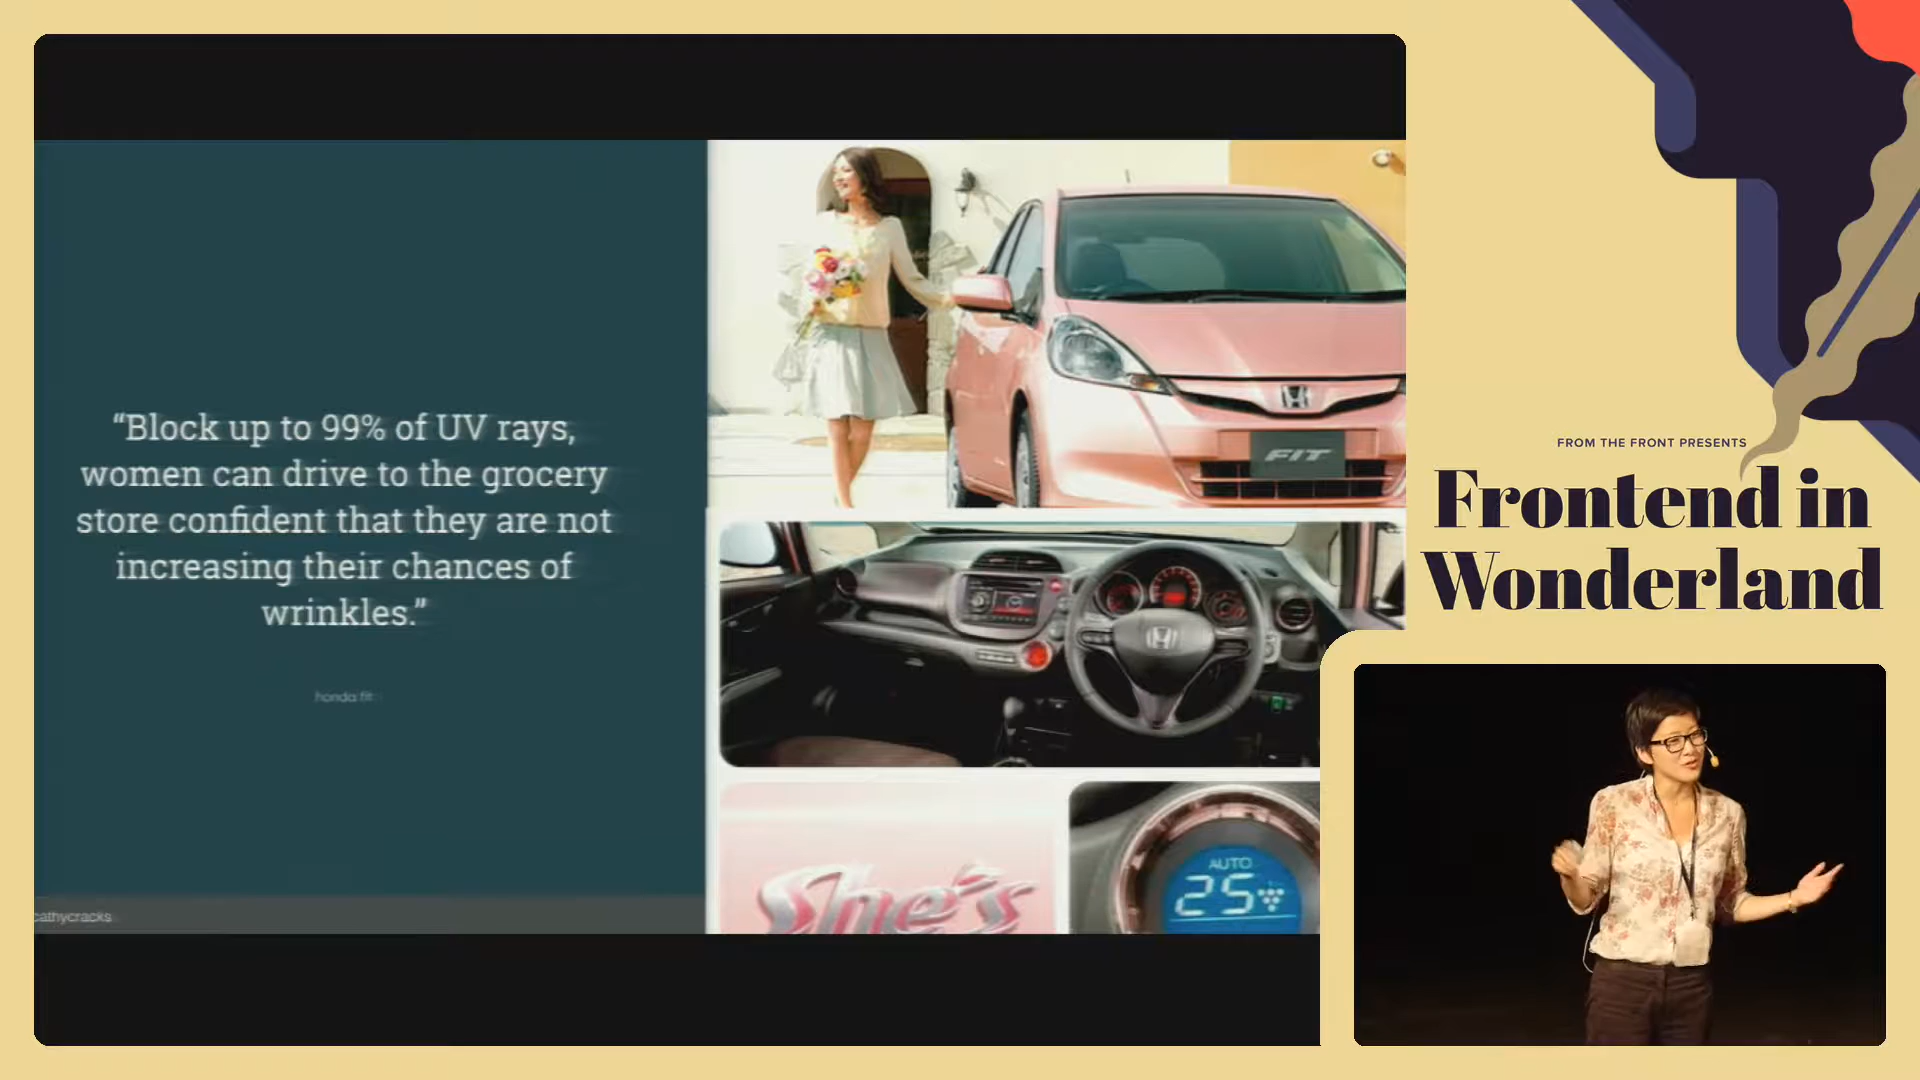 “Block up to 99% of UV rays,
women can drive to the grocery
store confident that they are not
increasing their chances of
wrinkles.”
honda fit
cathycracks
FIT
She's
AUTO
25
FROM THE FRONT PRESENTS
Frontend in
Wonderland